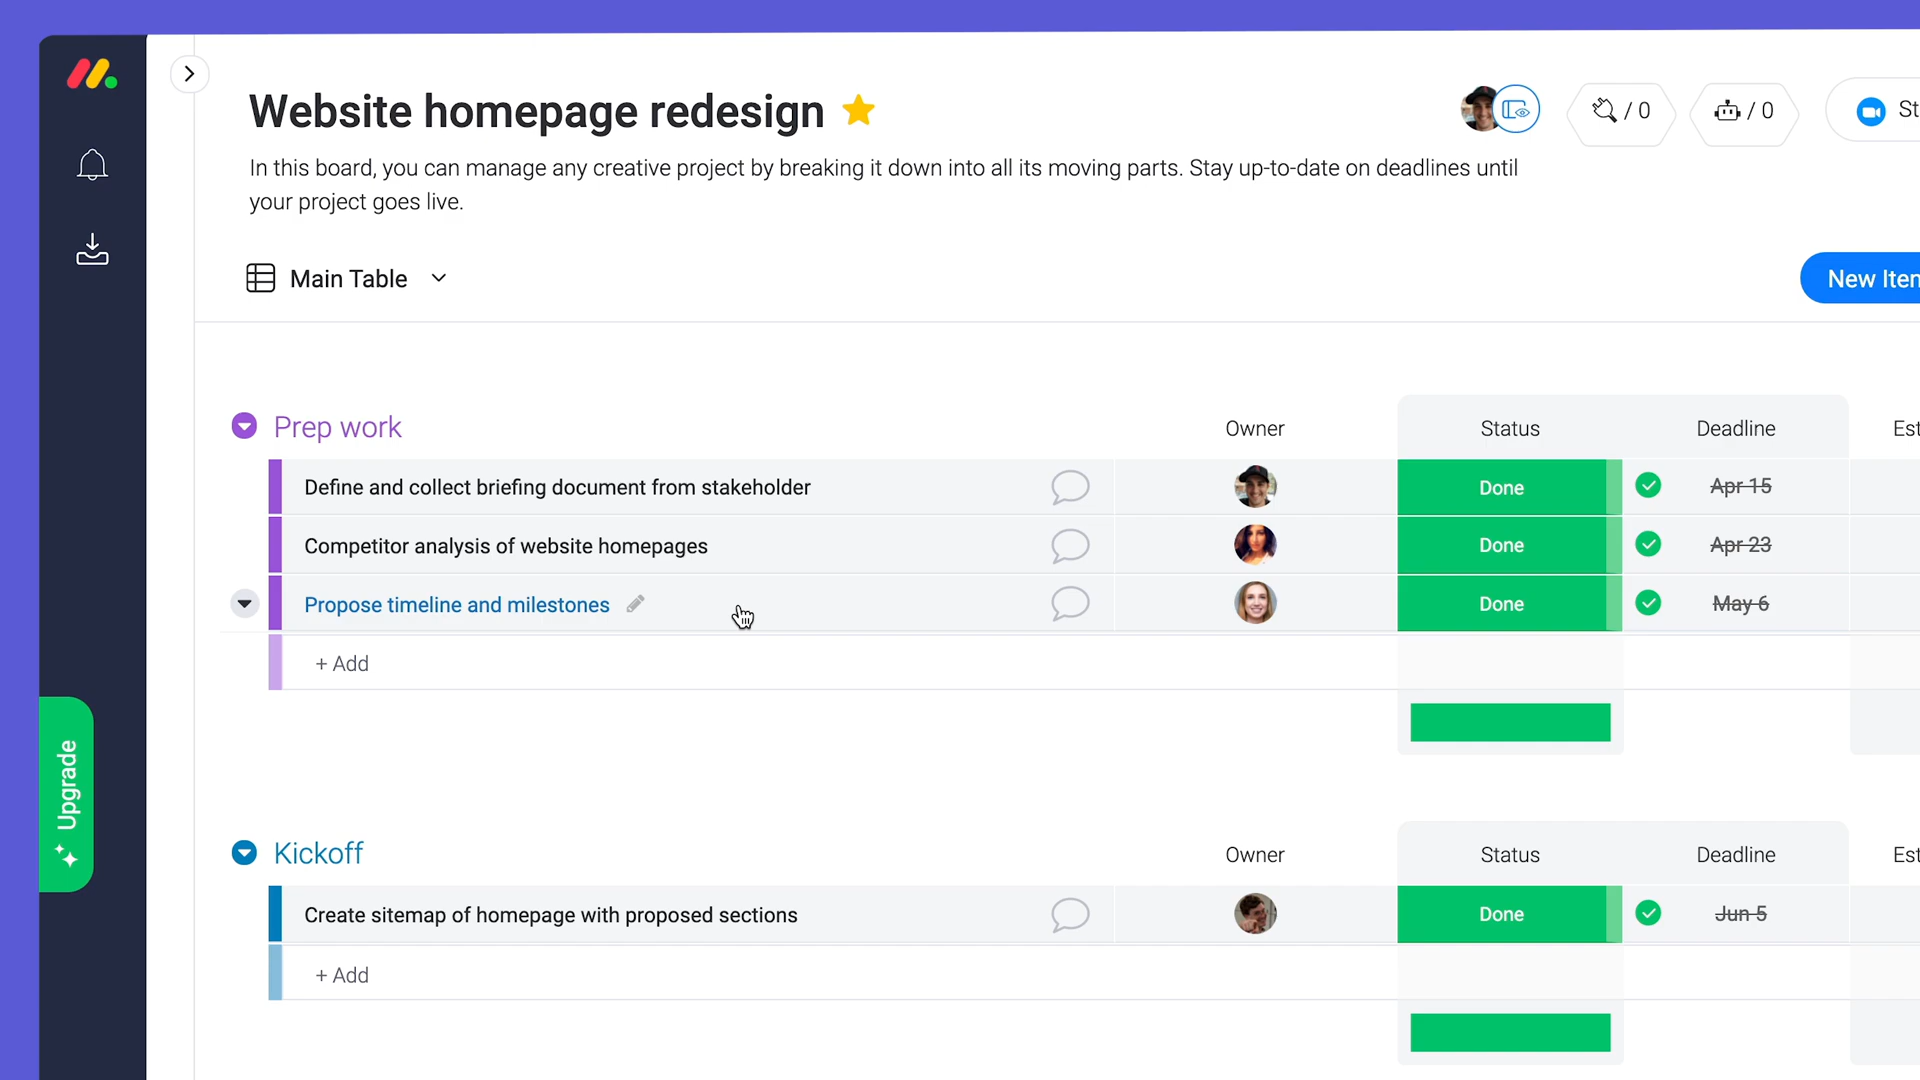 Website homepage redesign
/ 0
/ 0
St
In this board, you can manage any creative project by breaking it down into all its moving parts. Stay up-to-date on deadlines until
your project goes live.
Main Table
New Iten
Prep work
Owner
Status
Deadline
Est
Define and collect briefing document from stakeholder
Done
Apr 15
Competitor analysis of website homepages
Done
Apr 23
Propose timeline and milestones
Done
May 6
+ Add
Upgrade
Kickoff
Owner
Status
Deadline
Est
Create sitemap of homepage with proposed sections
Done
Jun 5
+ Add